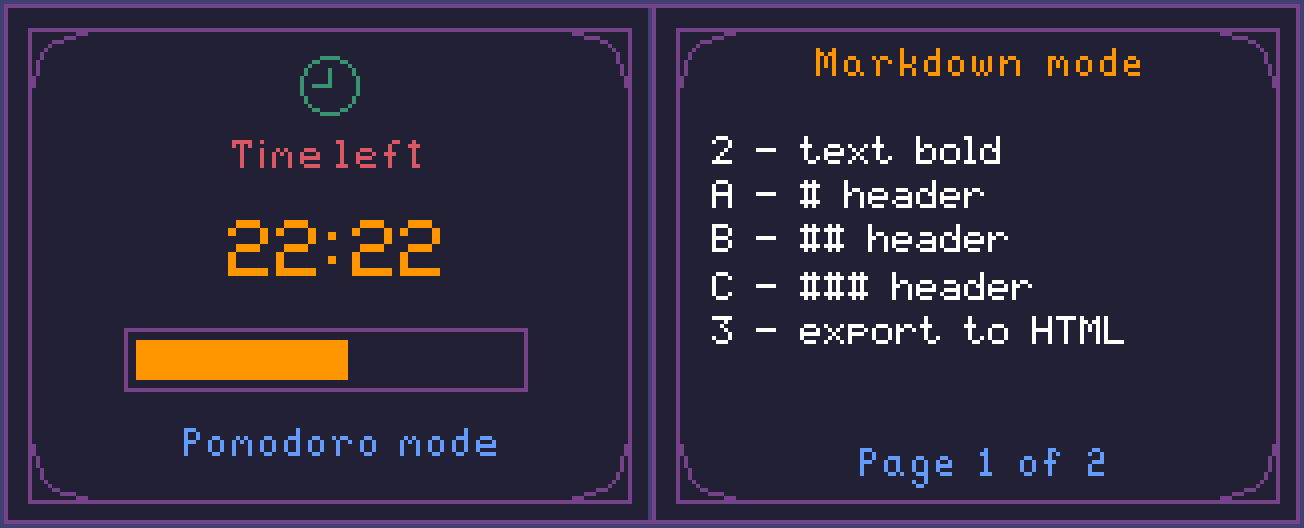 Time left
22:22
Pomodoro mode
Markdown mode
2 - text bold
A - # header
B - ## header
C - ### header
3 - export to HTML
Page 1 of 2